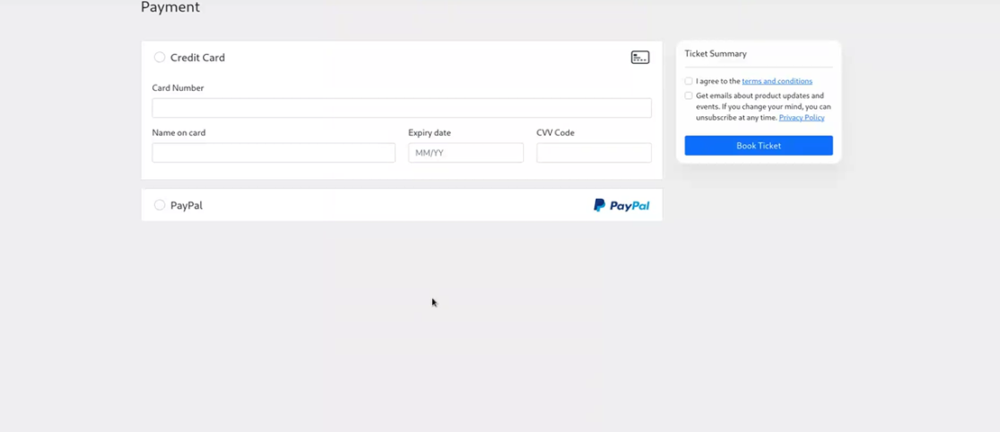 Payment
Credit Card
Card Number
Name on card
Expiry date
CVV Code
MM/YY
PayPal
PayPal
Ticket Summary
I agree to the terms and conditions
Get emails about product updates and
events. If you change your mind, you can
unsubscribe at any time. Privacy Policy
Book Ticket